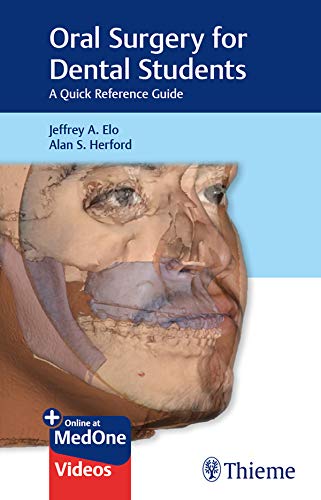 Oral Surgery for
Dental Students
A Quick Reference Guide
Jeffrey A. Elo
Alan S. Herford
+ Online at
MedOne
Videos
Thieme